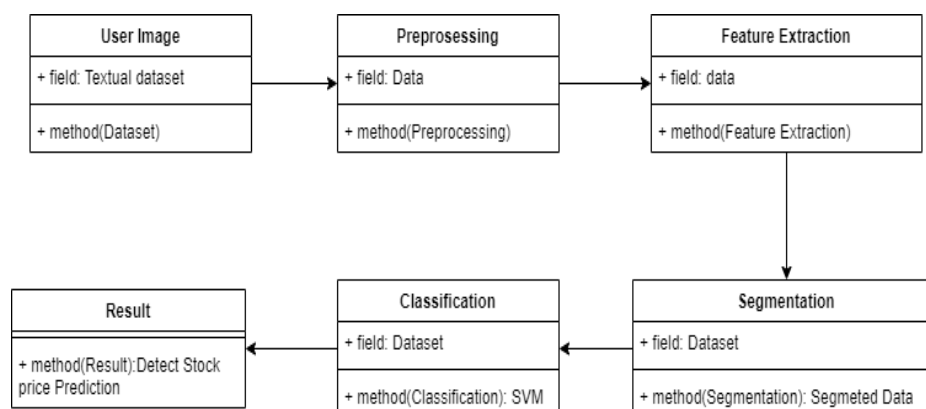 User Image
+ field: Textual dataset
+ method(Dataset)
Preprosessing
+ field: Data
+ method(Preprocessing)
Feature Extraction
+ field: data
+ method(Feature Extraction)
Segmentation
+ field: Dataset
+ method(Segmentation): Segmeted Data
Classification
+ field: Dataset
+ method(Classification): SVM
Result
+ method(Result):Detect Stock
price Prediction